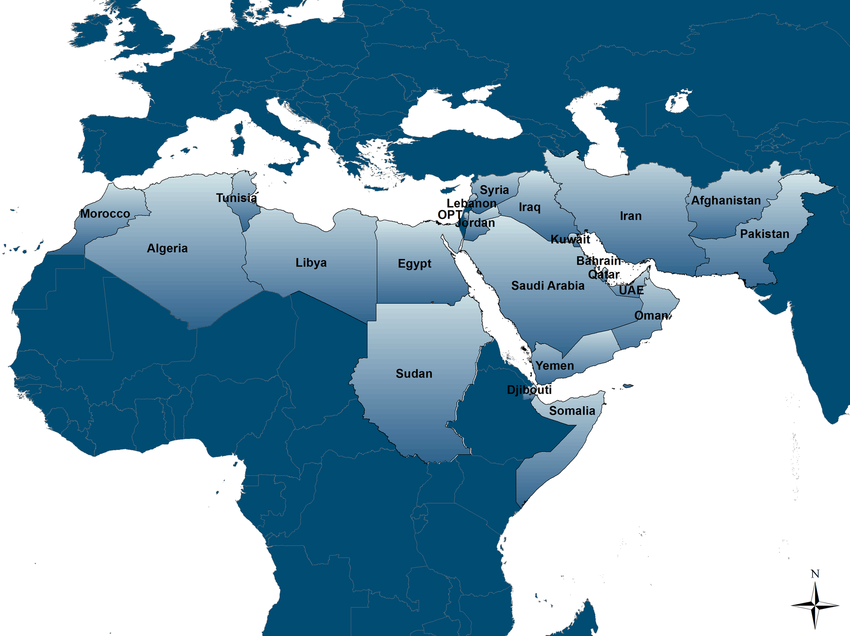 Syria
Tunisia
Afghanistan
Lebanon
Iraq
Morocco
OPT
Iran
Jordan
Pakistan
Kuwait
Algeria
Libya
Egypt
Bahrain
Qatar
Saudi Arabia
UAE
Oman
Yemen
Sudan
Djibouti
Somalia
N